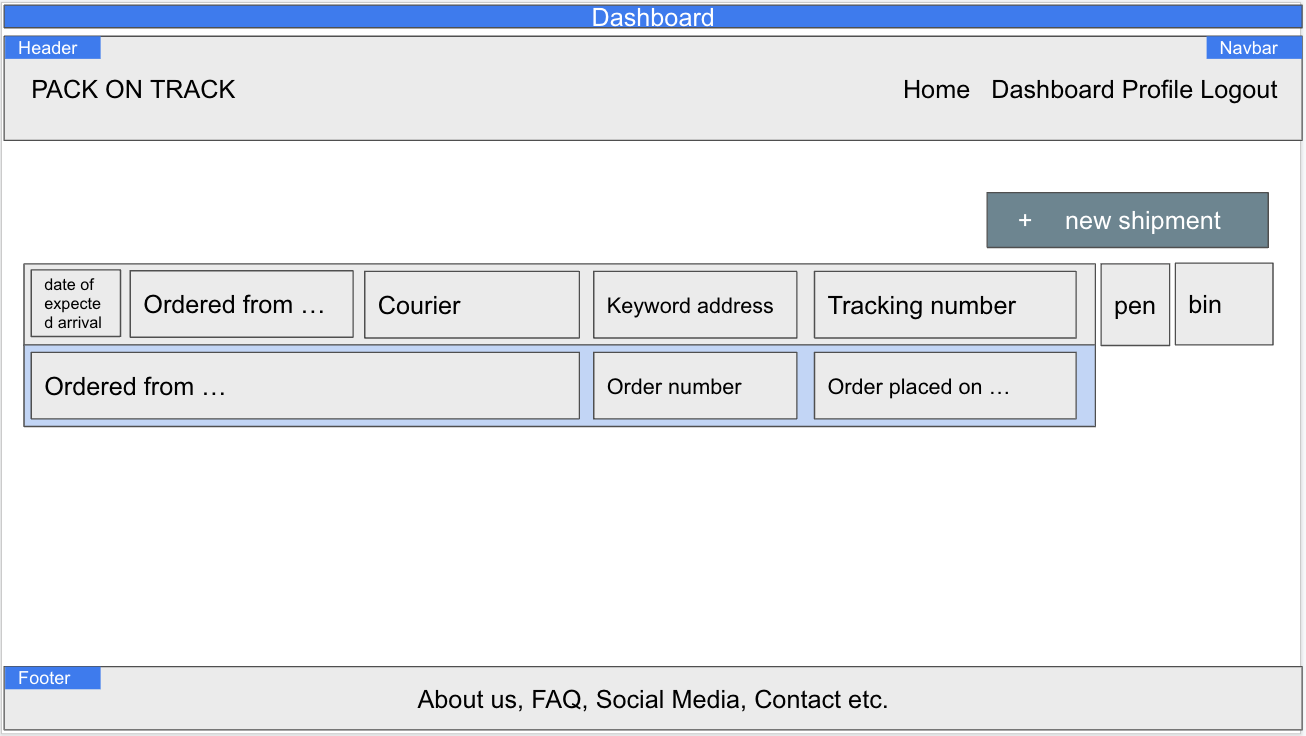 Dashboard
Header
Navbar
PACK ON TRACK
Home Dashboard Profile Logout
+ new shipment
date of
expecte
d arrival
Ordered from …
Courier
Keyword address
Tracking number
pen
bin
Ordered from …
Order number
Order placed on …
Footer
About us, FAQ, Social Media, Contact etc.